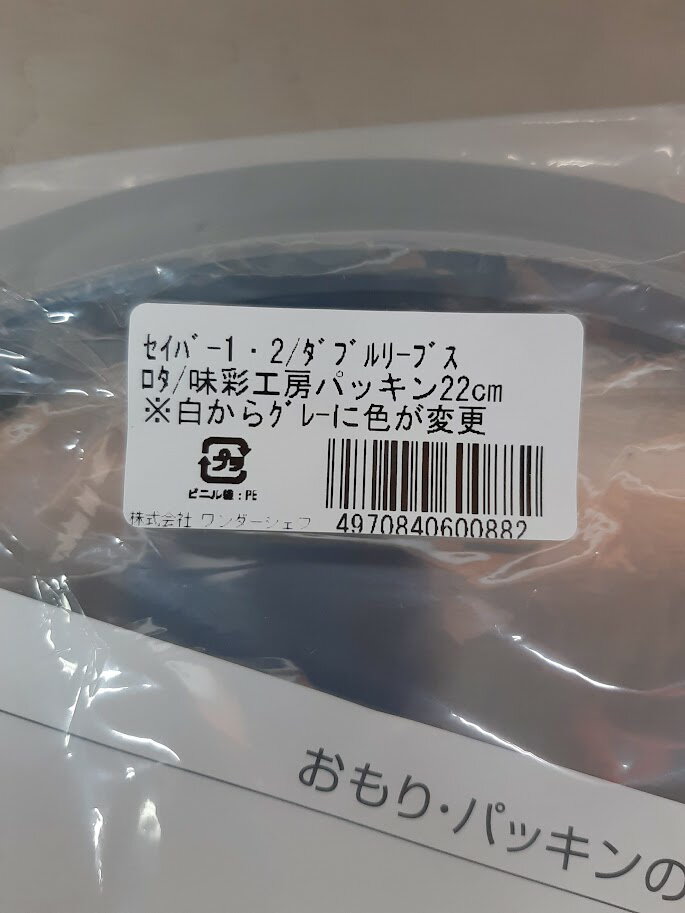 ｾｲﾊﾞｰ1・2/ﾀﾞﾌﾞﾙﾘｰﾌﾞｽ
ﾛﾀ/味彩工房パッキン22cm
※白からｸﾞﾚｰに色が変更
プラ
ビニル袋：PE
株式会社 ワンダーシェフ
4970840600882
おもり・パッキンの